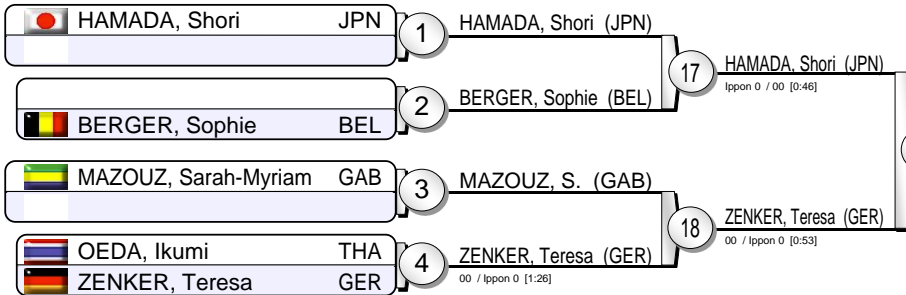 HAMADA, Shori JPN
1
HAMADA, Shori (JPN)
17
HAMADA, Shori (JPN)
Ippon 0 / 00 [0:46]
BERGER, Sophie BEL
2
BERGER, Sophie (BEL)
MAZOUZ, Sarah-Myriam GAB
3
MAZOUZ, S. (GAB)
18
ZENKER, Teresa (GER)
00 / Ippon 0 [0:53]
OEDA, Ikumi THA
ZENKER, Teresa GER
4
ZENKER, Teresa (GER)
00 / Ippon 0 [1:26]